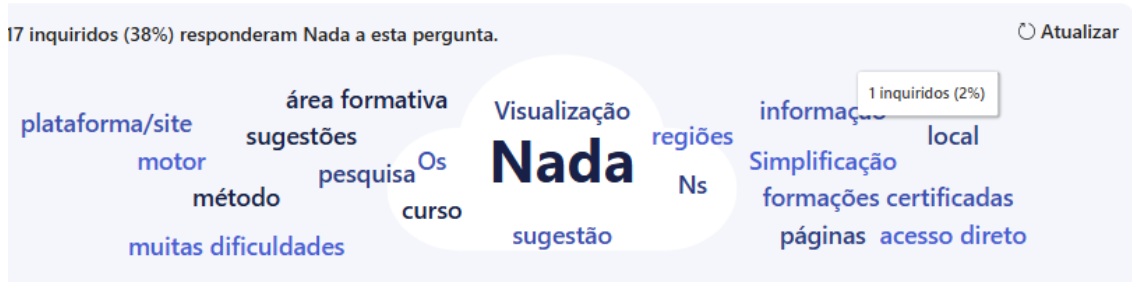 17 inquiridos (38%) responderam Nada a esta pergunta.
Atualizar
1 inquiridos (2%)
área formativa
Visualização
informação
plataforma/site
sugestões
regiões
local
motor
pesquisa
Os
Nada
Simplificação
método
curso
Ns
formações certificadas
muitas dificuldades
sugestão
páginas
acesso direto